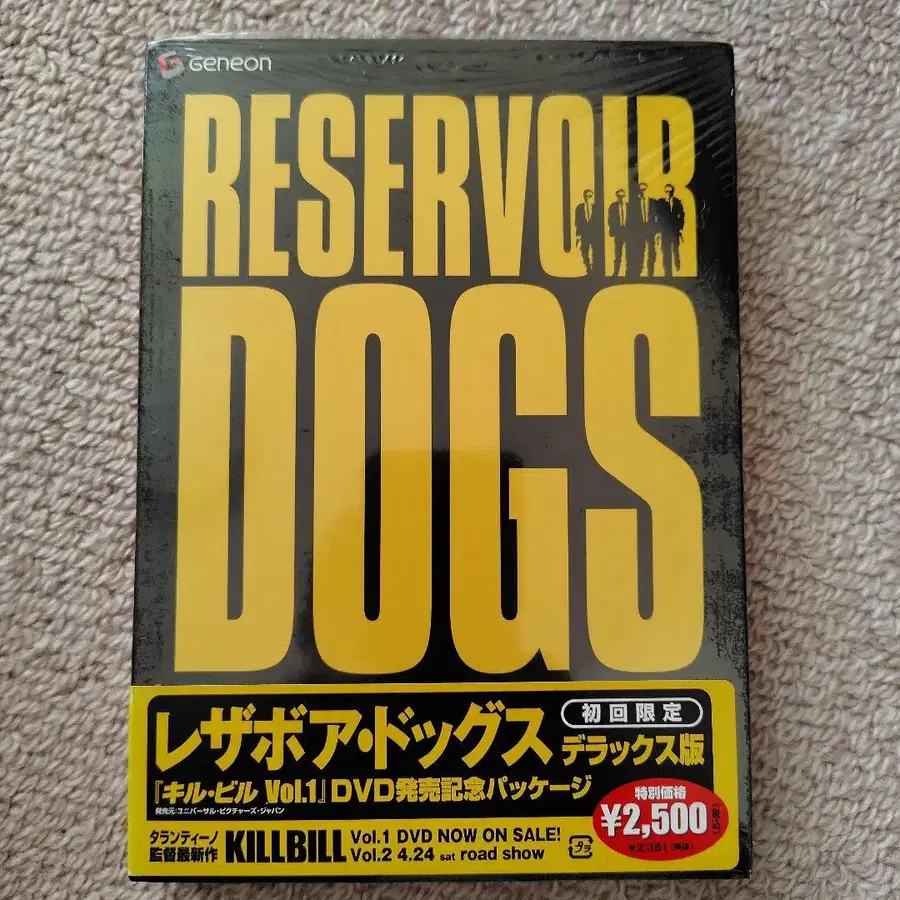 Geneon
RESERVOIR
DOGS
レザボア・ドッグス
初回限定
デラックス版
『キル・ビル Vol.1』DVD発売記念パッケージ
発売元:ユニバーサル・ピクチャーズ・ジャパン
特別価格
¥2,500
¥2,381(税抜)
タランティーノ
監督最新作
KILLBILL
Vol.1 DVD NOW ON SALE!
Vol.2 4.24 sat road show